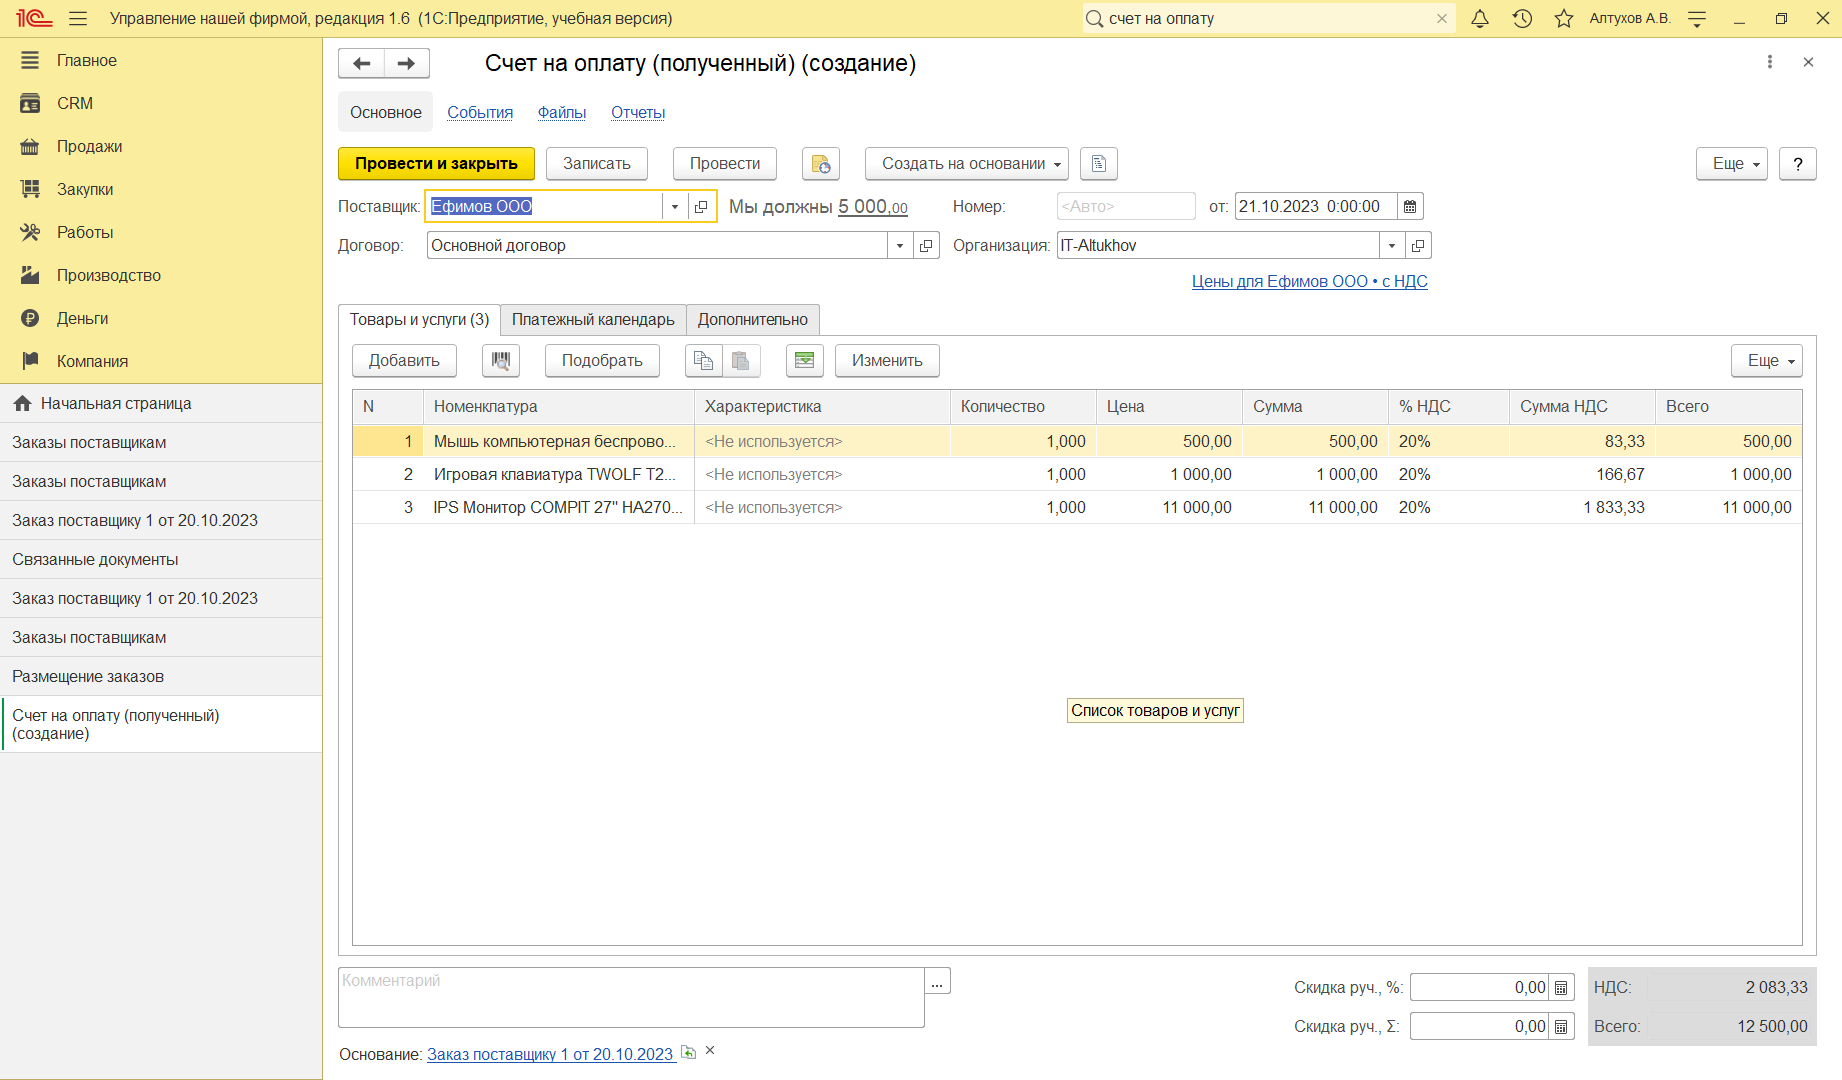 1С Управление нашей фирмой, редакция 1.6 (1С:Предприятие, учебная версия) счет на оплату Алтухов А.В.
Главное
CRM
Продажи
Закупки
Работы
Производство
Деньги
Компания
Начальная страница
Заказы поставщикам
Заказы поставщикам
Заказ поставщику 1 от 20.10.2023
Связанные документы
Заказ поставщику 1 от 20.10.2023
Заказы поставщикам
Размещение заказов
Счет на оплату (полученный)
(создание)
Счет на оплату (полученный) (создание)
Основное События Файлы Отчеты
Провести и закрыть Записать Провести Создать на основании Еще ?
Поставщик: Ефимов ООО Мы должны 5 000,00 Номер: <Авто> от: 21.10.2023 0:00:00
Договор: Основной договор Организация: IT-Altukhov
Цены для Ефимов ООО • с НДС
Товары и услуги (3) Платежный календарь Дополнительно
Добавить Подобрать Изменить Еще
N Номенклатура Характеристика Количество Цена Сумма % НДС Сумма НДС Всего
1 Мышь компьютерная беспрово... <Не используется> 1,000 500,00 500,00 20% 83,33 500,00
2 Игровая клавиатура TWOLF T2... <Не используется> 1,000 1 000,00 1 000,00 20% 166,67 1 000,00
3 IPS Монитор COMPIT 27" HA270... <Не используется> 1,000 11 000,00 11 000,00 20% 1 833,33 11 000,00
Список товаров и услуг
Комментарий ...
Скидка руч., %: 0,00 НДС: 2 083,33
Скидка руч., Σ: 0,00 Всего: 12 500,00
Основание: Заказ поставщику 1 от 20.10.2023